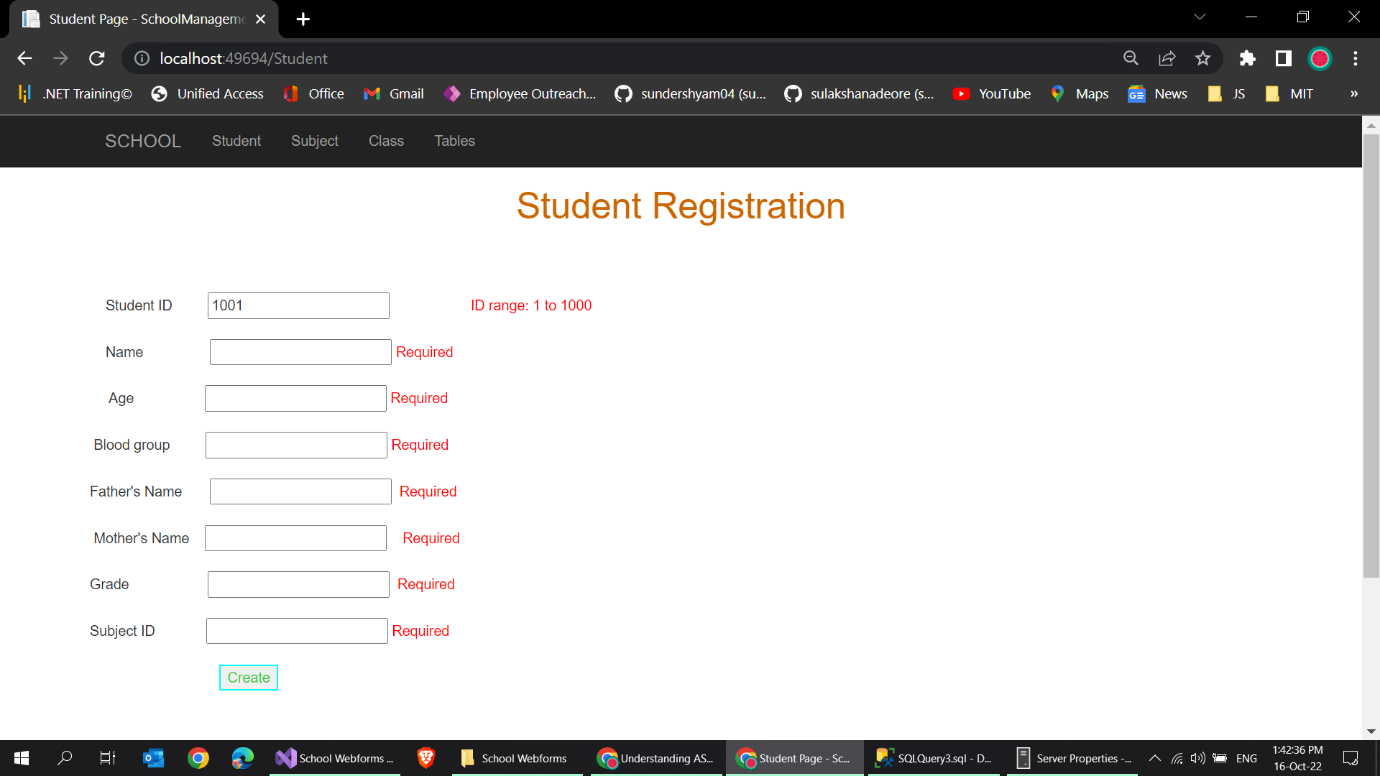 Student Page - SchoolManageme
localhost:49694/Student
.NET Training© Unified Access Office Gmail Employee Outreach... sundershyam04 (su... sulakshanadeore (s... YouTube Maps News JS MIT »
SCHOOL Student Subject Class Tables
Student Registration
Student ID 1001 ID range: 1 to 1000
Name Required
Age Required
Blood group Required
Father's Name Required
Mother's Name Required
Grade Required
Subject ID Required
Create
School Webforms ... School Webforms Understanding AS... Student Page - Sc... SQLQuery3.sql - D... Server Properties -... ENG 1:42:36 PM
16-Oct-22